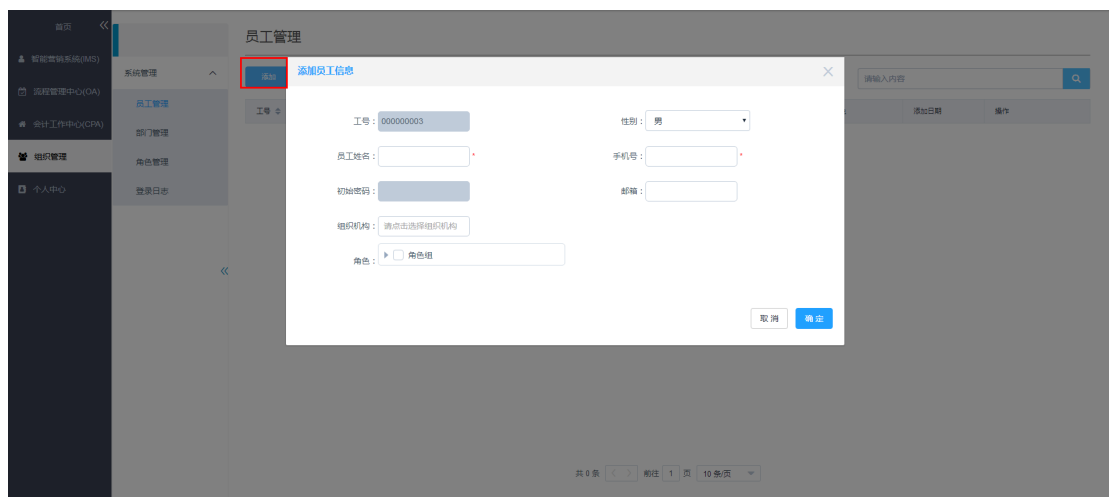 首页
智能营销系统(IMS)
流程管理中心(OA)
会计工作中心(CPA)
组织管理
个人中心
系统管理
员工管理
部门管理
角色管理
登录日志
员工管理
添加
请输入内容
工号
添加日期
操作
添加员工信息
工号：000000003
性别：男
员工姓名：*
手机号：*
初始密码：
邮箱：
组织机构：请点击选择组织机构
角色：角色组
取消
确定
共 0 条
前往 1 页
10 条/页